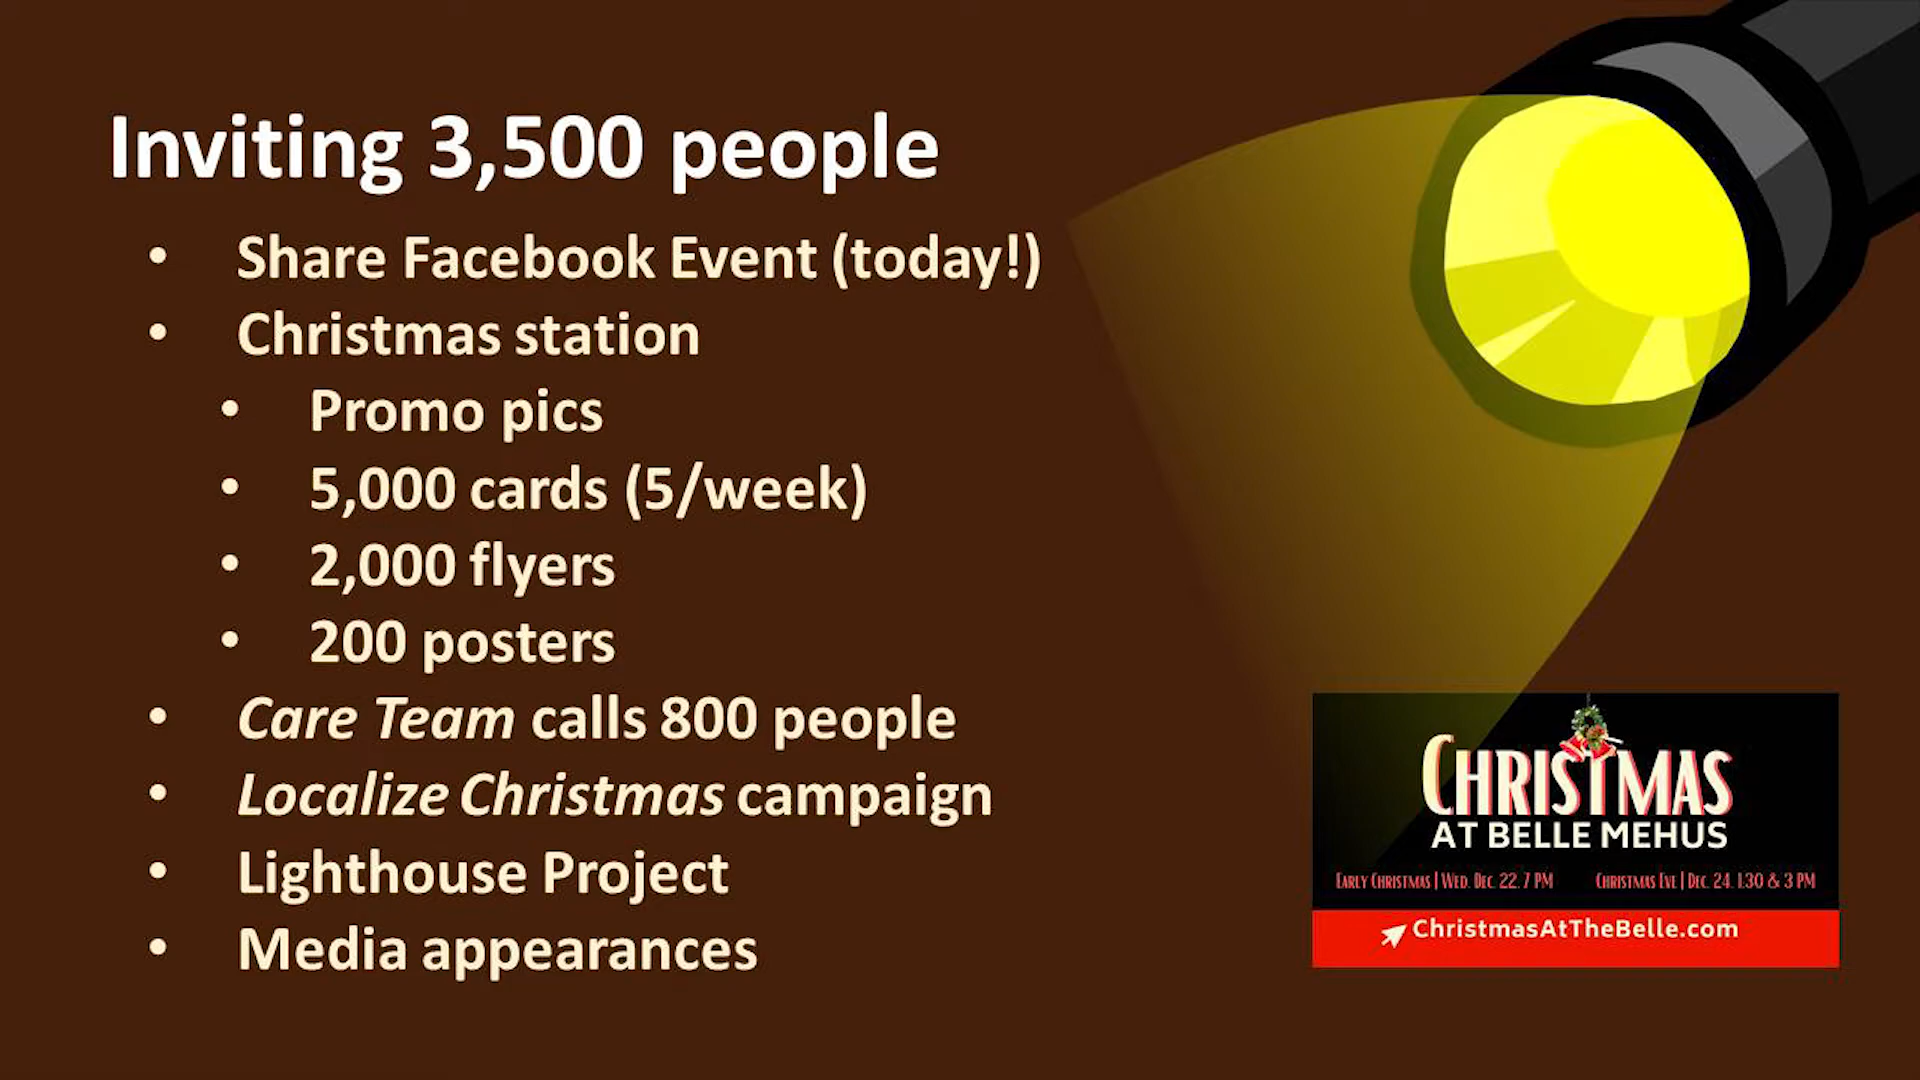 Inviting 3,500 people
• Share Facebook Event (today!)
• Christmas station
• Promo pics
• 5,000 cards (5/week)
• 2,000 flyers
• 200 posters
• Care Team calls 800 people
• Localize Christmas campaign
• Lighthouse Project
• Media appearances
CHRISTMAS
AT BELLE MEHUS
EARLY CHRISTMAS | WED. DEC. 22. 7 PM CHRISTMAS EVE | DEC. 24. 1:30 & 3 PM
ChristmasAtTheBelle.com